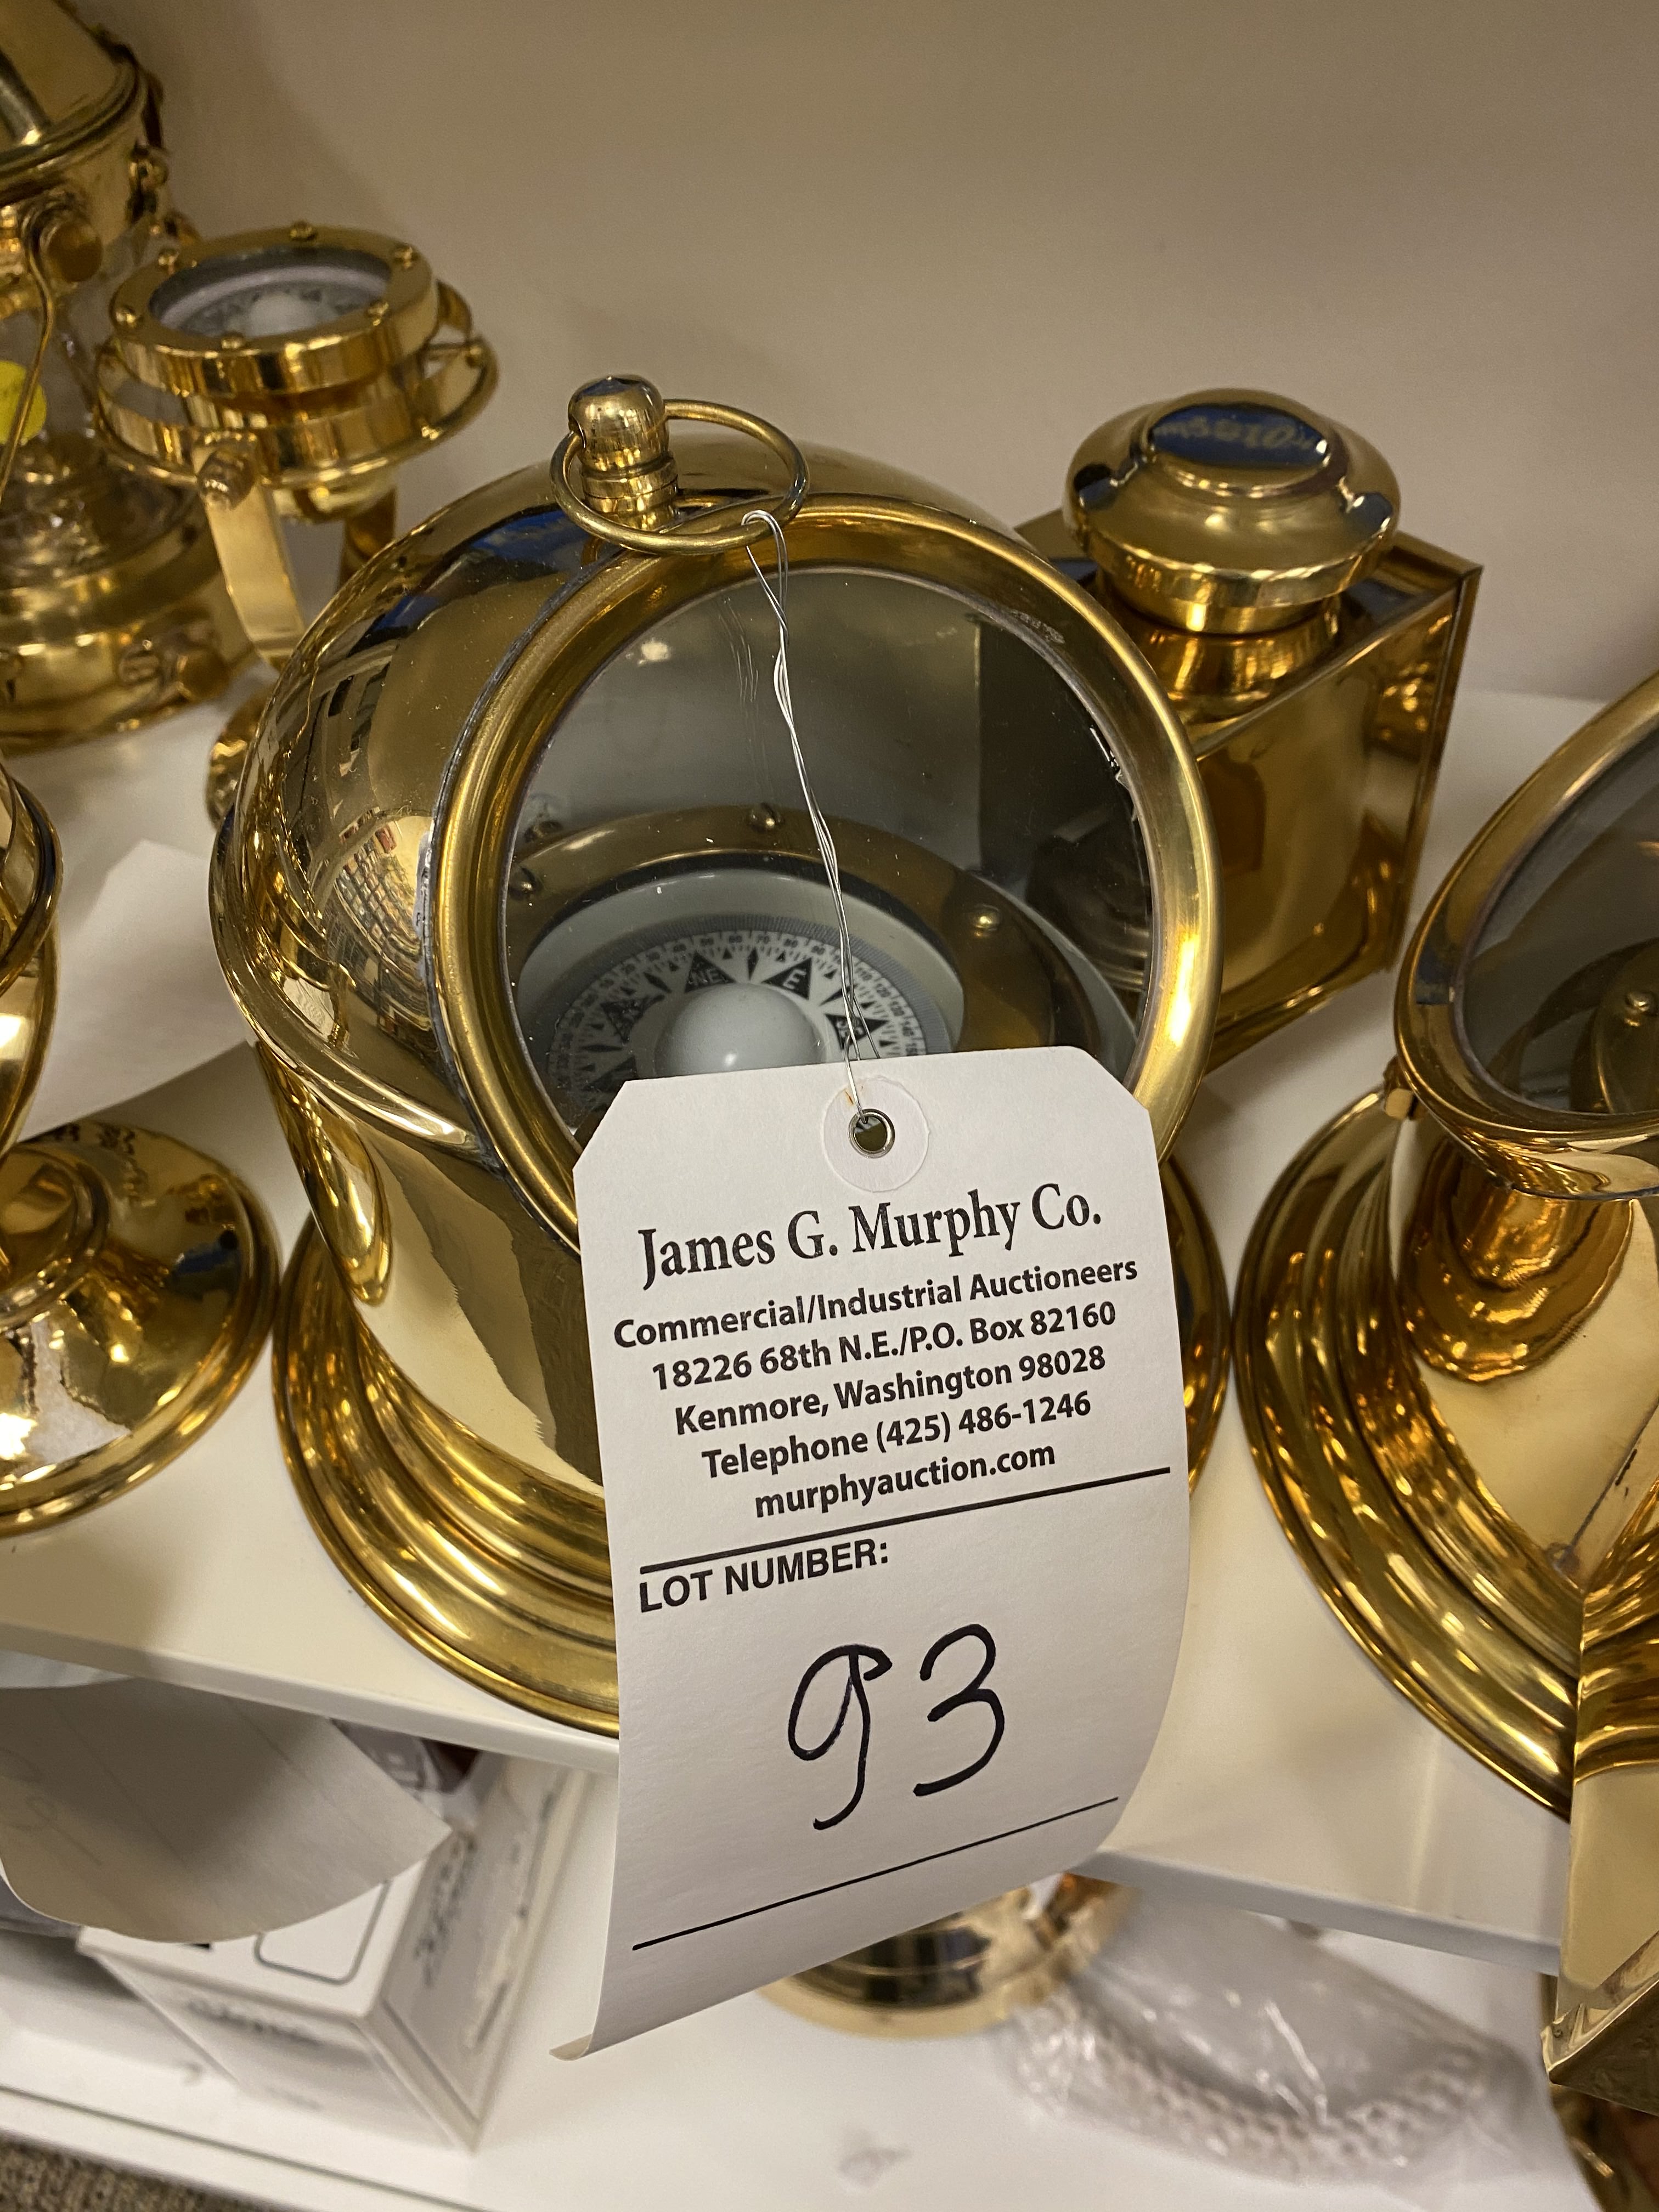 James G. Murphy Co.
Commercial/Industrial Auctioneers
18226 68th N.E./P.O. Box 82160
Kenmore, Washington 98028
Telephone (425) 486-1246
murphyauction.com
LOT NUMBER:
93
NE
E